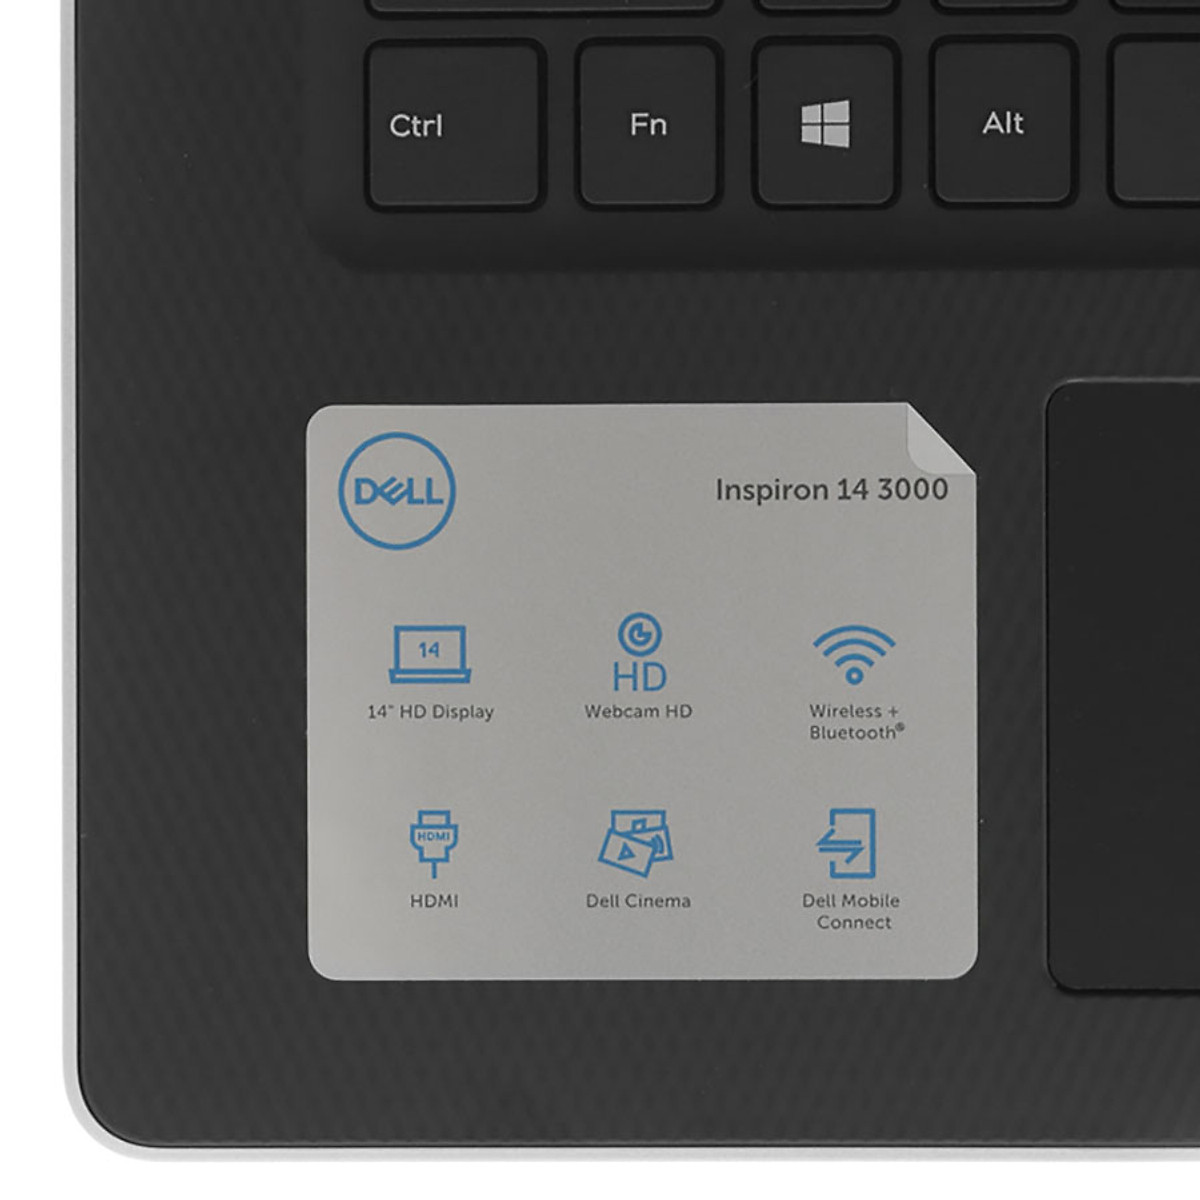 Ctrl Fn Alt
DELL
Inspiron 14 3000
14
HD
14" HD Display
Webcam HD
Wireless +
Bluetooth®
HDMI
HDMI
Dell Cinema
Dell Mobile
Connect